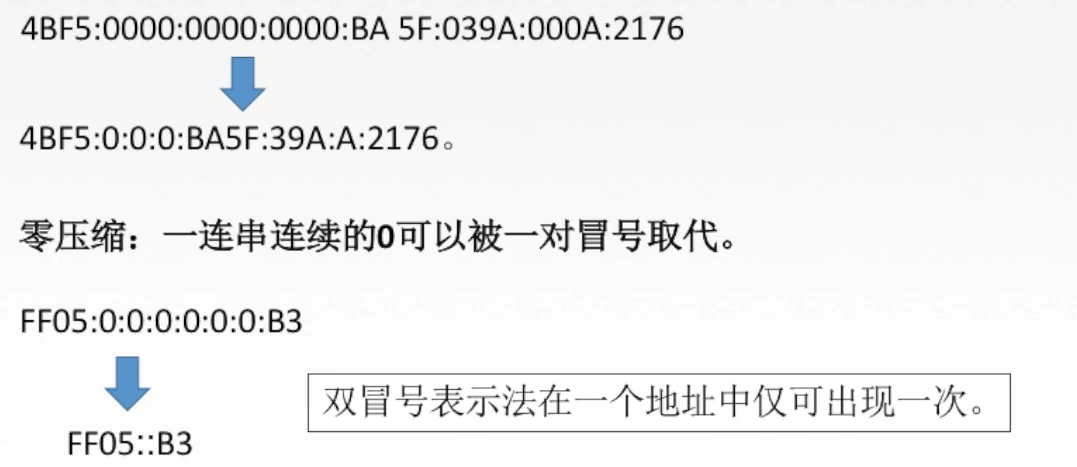 4BF5:0000:0000:0000:BA 5F:039A:000A:2176
4BF5:0:0:0:BA5F:39A:A:2176。
零压缩：一连串连续的0可以被一对冒号取代。
FF05:0:0:0:0:0:0:B3
双冒号表示法在一个地址中仅可出现一次。
FF05::B3